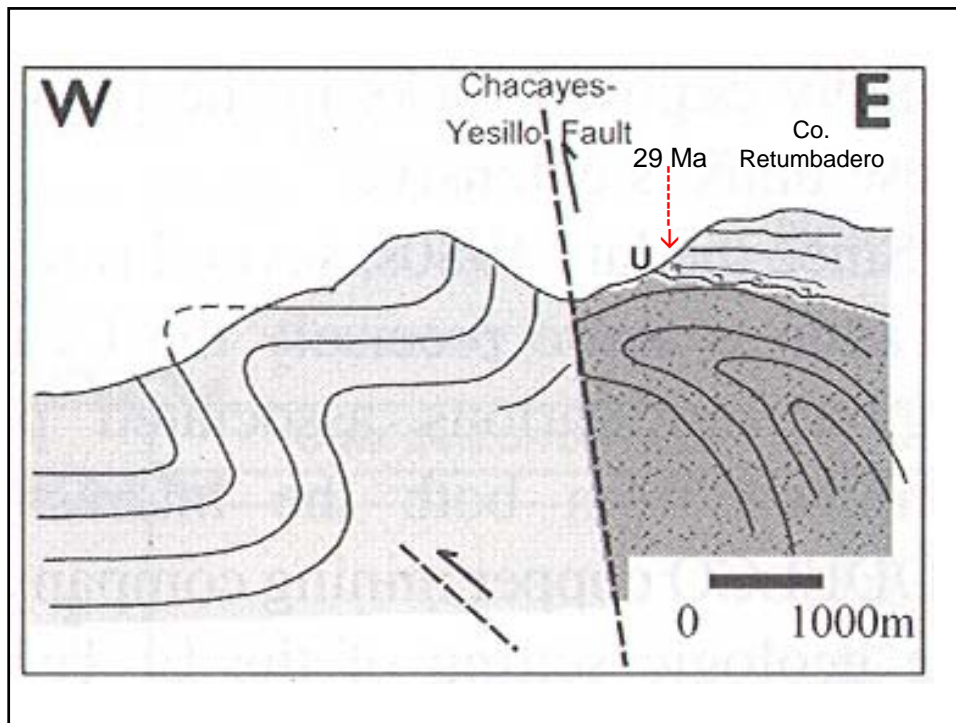 W
E
Chacayes-
Yesillo Fault
Co.
29 Ma
Retumbadero
U
0
1000m